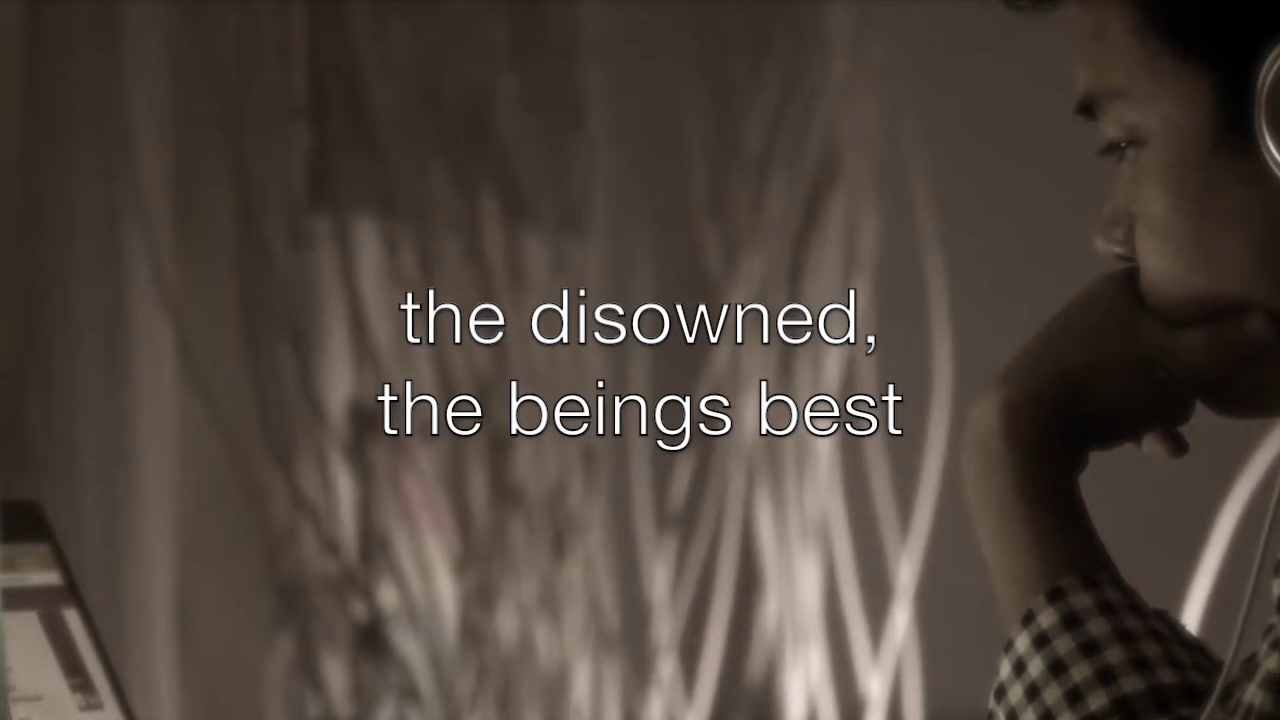 the disowned,
the beings best